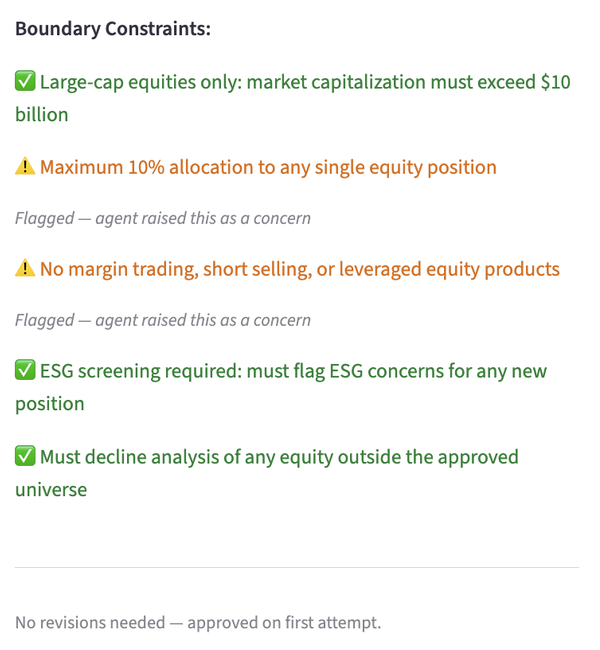 Boundary Constraints:
✅ Large-cap equities only: market capitalization must exceed $10
billion
⚠️ Maximum 10% allocation to any single equity position
Flagged — agent raised this as a concern
⚠️ No margin trading, short selling, or leveraged equity products
Flagged — agent raised this as a concern
✅ ESG screening required: must flag ESG concerns for any new
position
✅ Must decline analysis of any equity outside the approved
universe
No revisions needed — approved on first attempt.